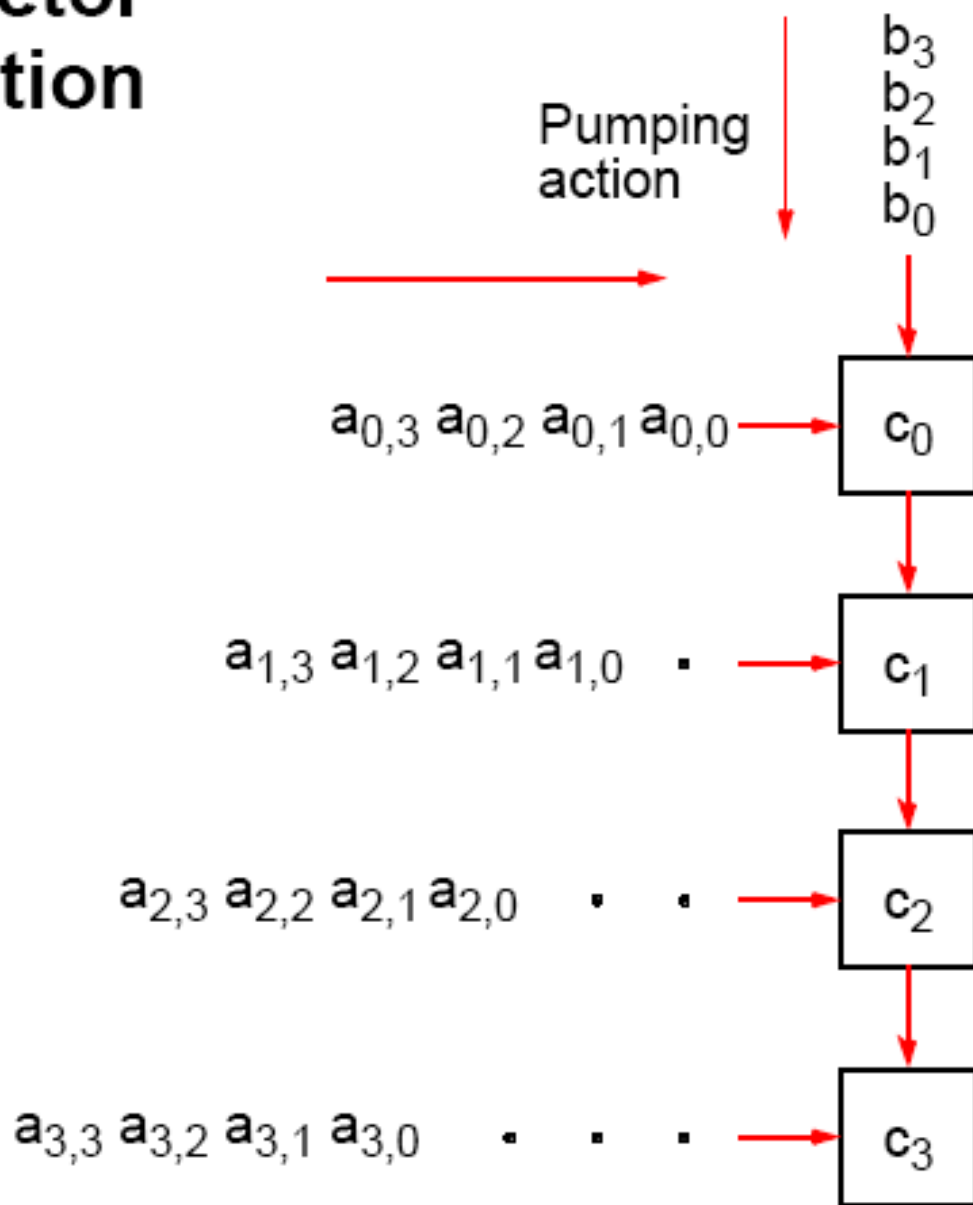 ctor
tion
Pumping
action
b3
b2
b1
b0
a0,3 a0,2 a0,1 a0,0
c0
a1,3 a1,2 a1,1 a1,0 .
c1
a2,3 a2,2 a2,1 a2,0 . .
c2
a3,3 a3,2 a3,1 a3,0 . . .
c3